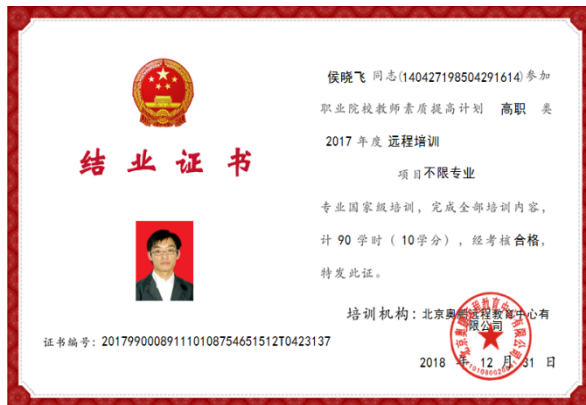 结业证书
侯晓飞 同志(140427198504291614)参加
职业院校教师素质提高计划 高职 类
2017 年度 远程培训
项目不限专业
专业国家级培训，完成全部培训内容，
计 90 学时（ 10学分），经考核合格，
特发此证。
培训机构：北京奥鹏远程教育中心有
限公司
2018 年 12 月 31 日
证书编号：20179900089111010875465151 2T0423137